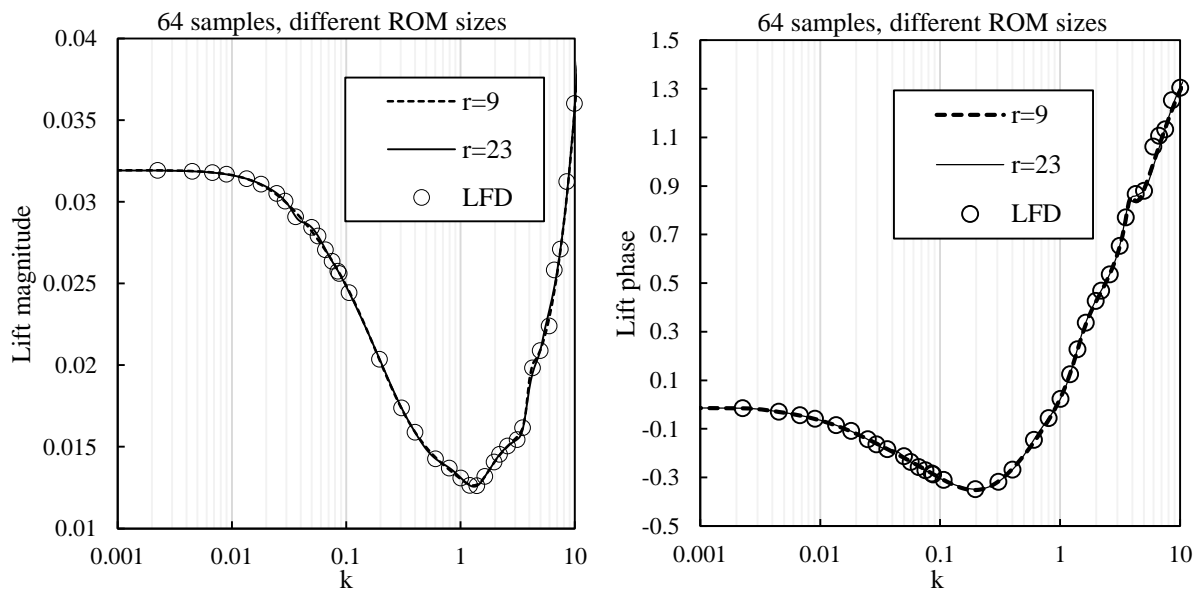 64 samples, different ROM sizes
0.04
0.035
0.03
0.025
0.02
0.015
0.01
Lift magnitude
r=9
r=23
LFD
0.001
0.01
0.1
1
10
k
64 samples, different ROM sizes
1.5
1.3
1.1
0.9
0.7
0.5
0.3
0.1
-0.1
-0.3
-0.5
Lift phase
r=9
r=23
LFD
0.001
0.01
0.1
1
10
k